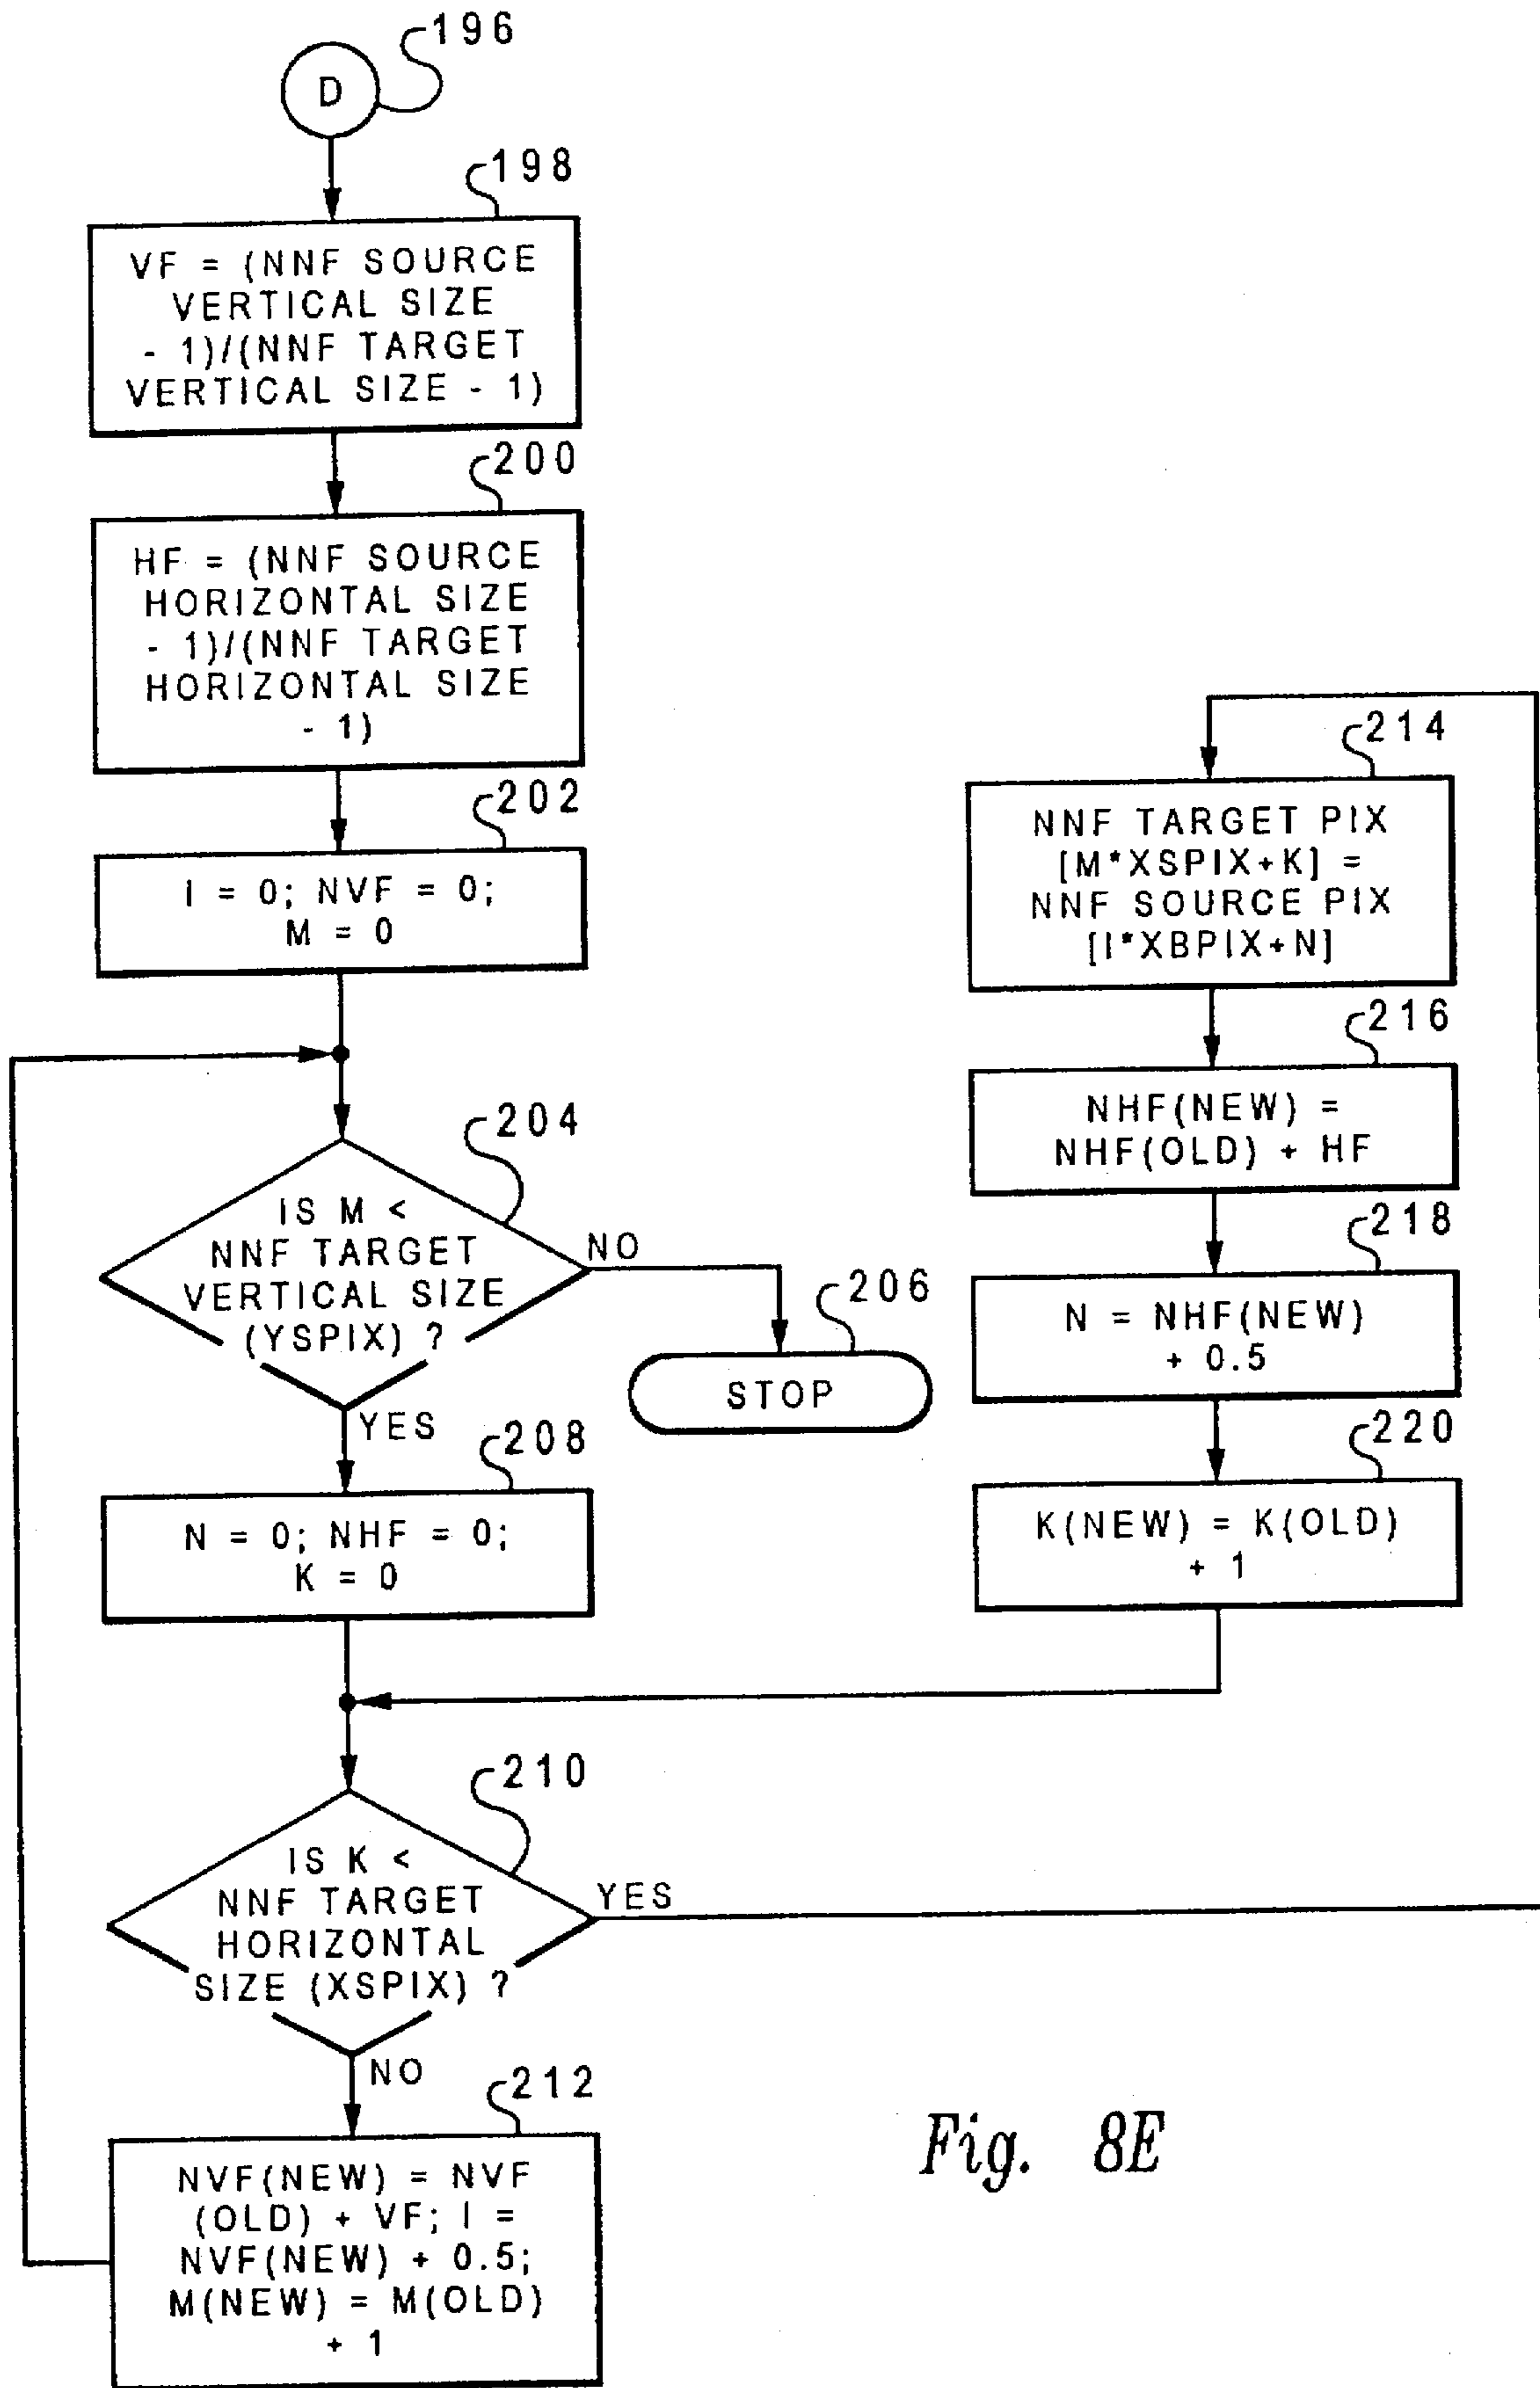 196
D
198
VF = (NNF SOURCE
VERTICAL SIZE
- 1)/(NNF TARGET
VERTICAL SIZE - 1)
200
HF = (NNF SOURCE
HORIZONTAL SIZE
- 1)/(NNF TARGET
HORIZONTAL SIZE
- 1)
202
I = 0; NVF = 0;
M = 0
204
IS M <
NNF TARGET
VERTICAL SIZE
(YSPIX) ?
NO
206
STOP
YES
208
N = 0; NHF = 0;
K = 0
210
IS K <
NNF TARGET
HORIZONTAL
SIZE (XSPIX) ?
YES
NO
212
NVF(NEW) = NVF
(OLD) + VF; I =
NVF(NEW) + 0.5;
M(NEW) = M(OLD)
+ 1
214
NNF TARGET PIX
[M*XSPIX+K] =
NNF SOURCE PIX
[I*XBPIX+N]
216
NHF(NEW) =
NHF(OLD) + HF
218
N = NHF(NEW)
+ 0.5
220
K(NEW) = K(OLD)
+ 1
Fig. 8E